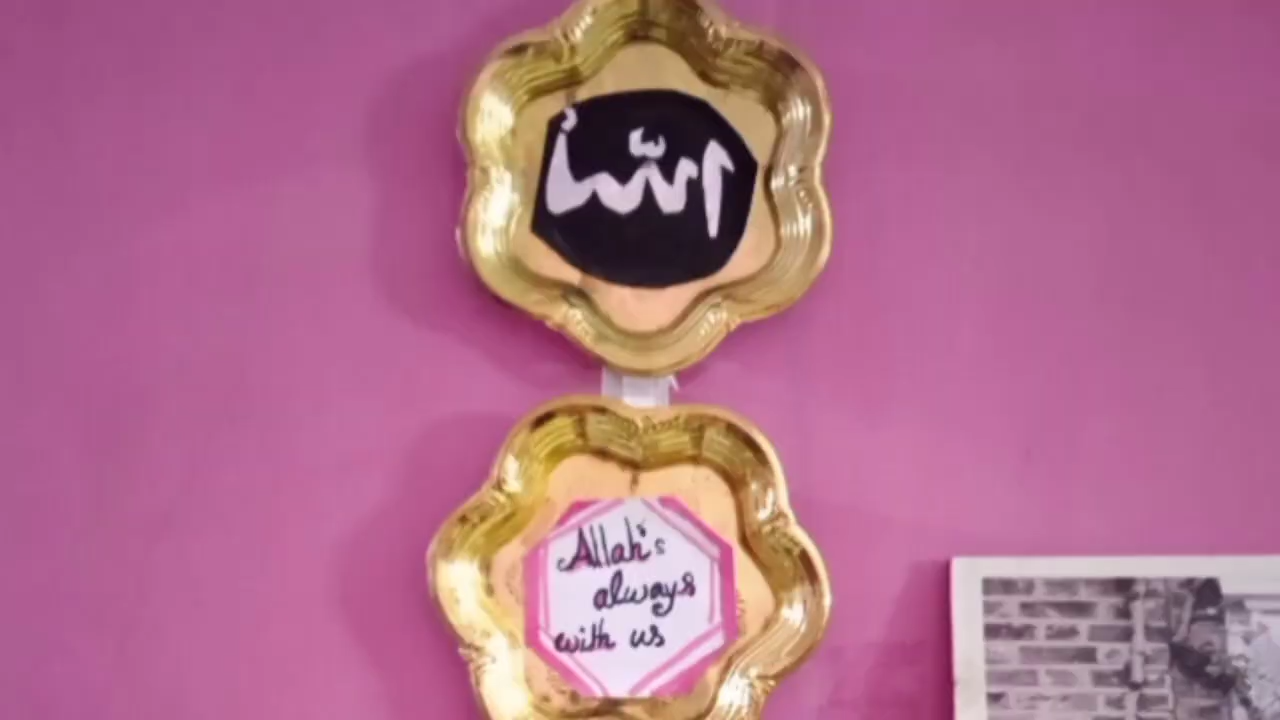 الله
Allah's
always
with us